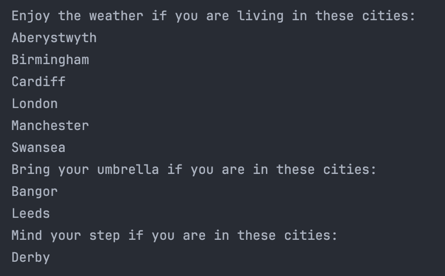 Enjoy the weather if you are living in these cities:
Aberystwyth
Birmingham
Cardiff
London
Manchester
Swansea
Bring your umbrella if you are in these cities:
Bangor
Leeds
Mind your step if you are in these cities:
Derby